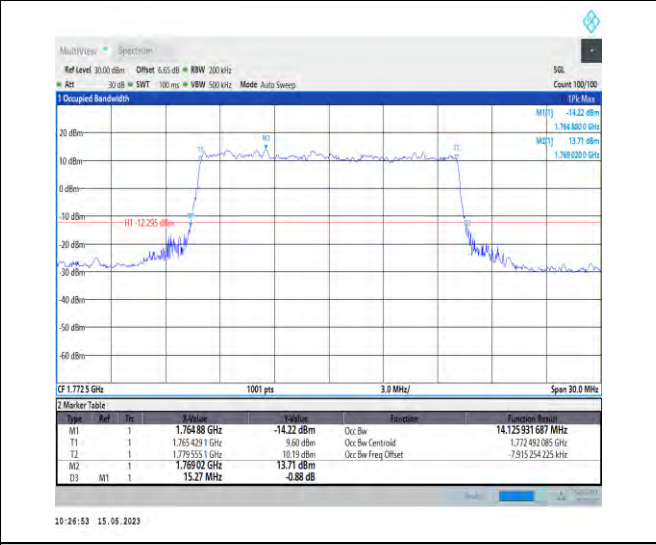 MultiView Spectrum
Ref Level 30.00 dBm Offset 6.65 dB RBW 200 kHz SGL
Att 30 dB SWT 100 ms VBW 500 kHz Mode Auto Sweep Count 100/100
1 Occupied Bandwidth 1Pk Max
M1[1] -14.22 dBm
1.764 880 0 GHz
20 dBm M2[1] 13.71 dBm
1.769 020 0 GHz
M2
T1 T2
10 dBm
0 dBm
-10 dBm
H1 -12.295 dBm
-20 dBm
-30 dBm
-40 dBm
-50 dBm
-60 dBm
CF 1.772 5 GHz 1001 pts 3.0 MHz/ Span 30.0 MHz
2 Marker Table
Type Ref Trc X-Value Y-Value Function Function Result
M1 1 1.764 88 GHz -14.22 dBm Occ Bw 14.125 931 687 MHz
T1 1 1.765 429 1 GHz 9.60 dBm Occ Bw Centroid 1.772 492 085 GHz
T2 1 1.779 555 1 GHz 10.19 dBm Occ Bw Freq Offset -7.915 254 225 kHz
M2 1 1.769 02 GHz 13.71 dBm
D3 M1 1 15.27 MHz -0.88 dB
10:26:53 15.05.2023